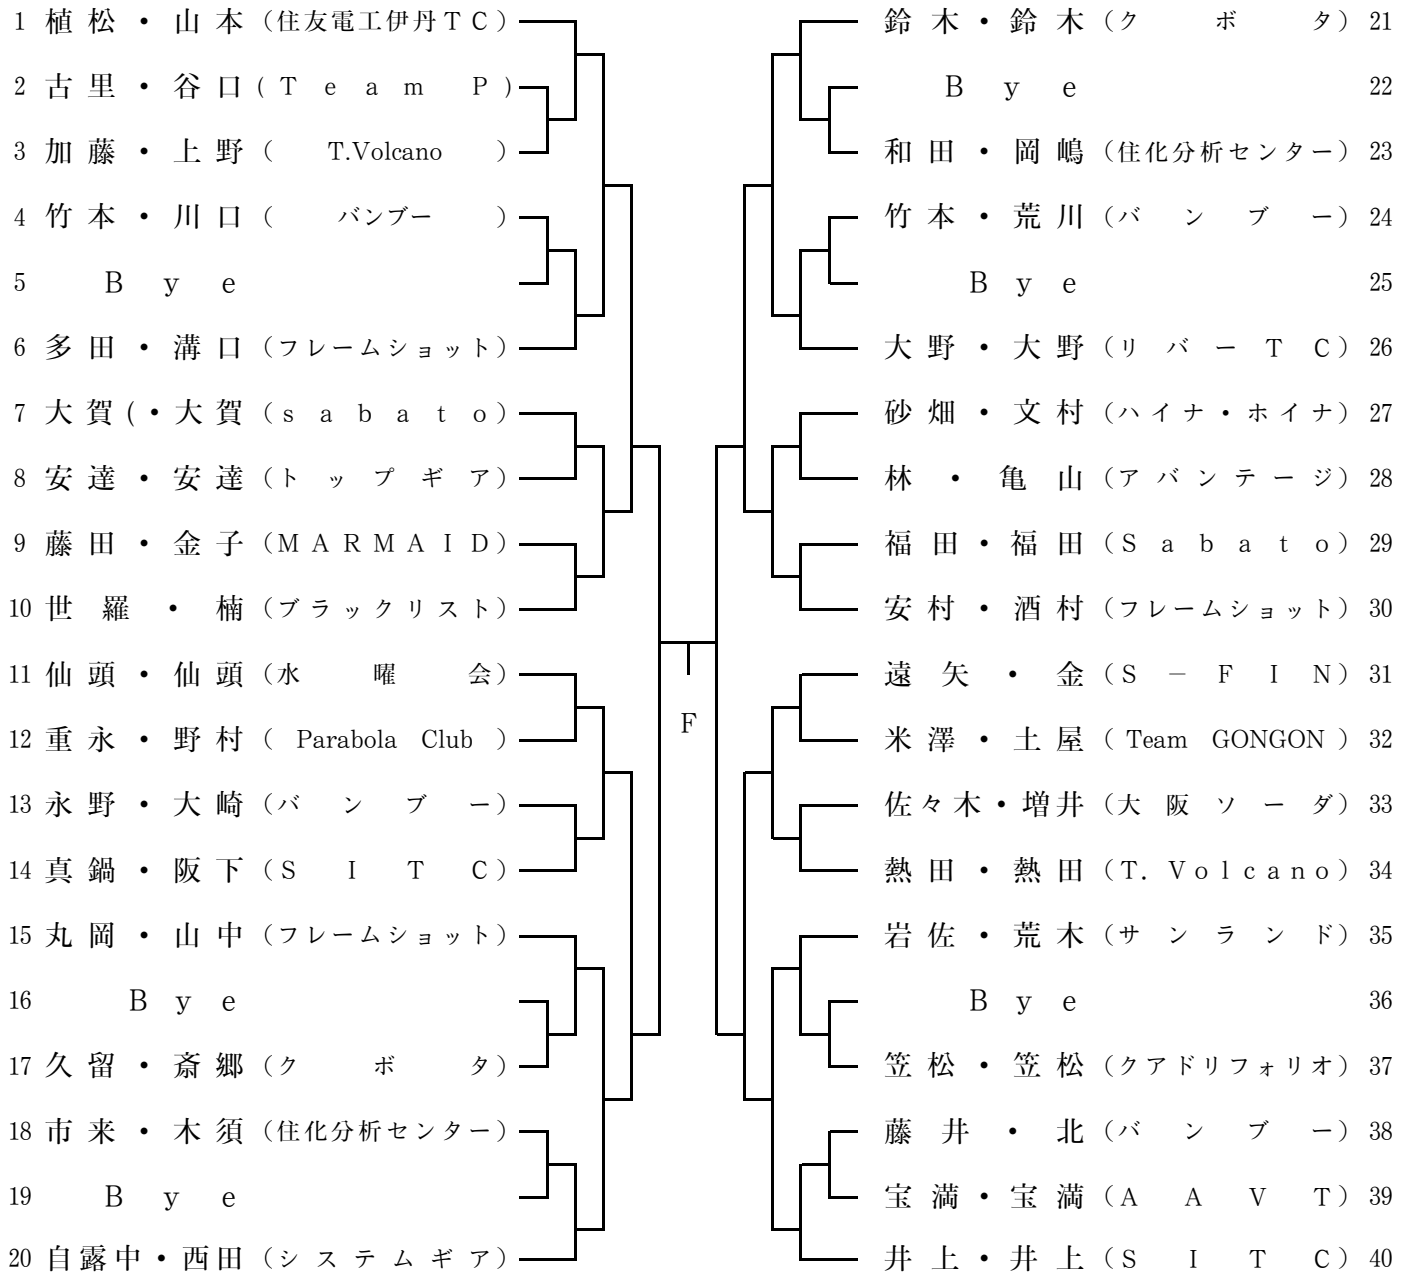 1 植松・山本（住友電工伊丹TC）
2 古里・谷口(Team P)
3 加藤・上野（ T.Volcano ）
4 竹本・川口（ バンブー ）
5 Bye
6 多田・溝口（フレームショット）
7 大賀(・大賀（sabato）
8 安達・安達（トップギア）
9 藤田・金子（MARMAID）
10 世羅・楠（ブラックリスト）
11 仙頭・仙頭（水曜会）
12 重永・野村（ Parabola Club ）
13 永野・大崎（バンブー）
14 真鍋・阪下（SITC）
15 丸岡・山中（フレームショット）
16 Bye
17 久留・斎郷（クボタ）
18 市来・木須（住化分析センター）
19 Bye
20 自露中・西田（システムギア）
F
鈴木・鈴木（クボタ）21
Bye 22
和田・岡嶋（住化分析センター）23
竹本・荒川（バンブー）24
Bye 25
大野・大野（リバーTC）26
砂畑・文村（ハイナ・ホイナ）27
林・亀山（アバンテージ）28
福田・福田（Sabato）29
安村・酒村（フレームショット）30
遠矢・金（S－FIN）31
米澤・土屋（ Team GONGON ）32
佐々木・増井（大阪ソーダ）33
熱田・熱田（T. Volcano）34
岩佐・荒木（サンランド）35
Bye 36
笠松・笠松（クアドリフォリオ）37
藤井・北（バンブー）38
宝満・宝満（AAVT）39
井上・井上（SITC）40